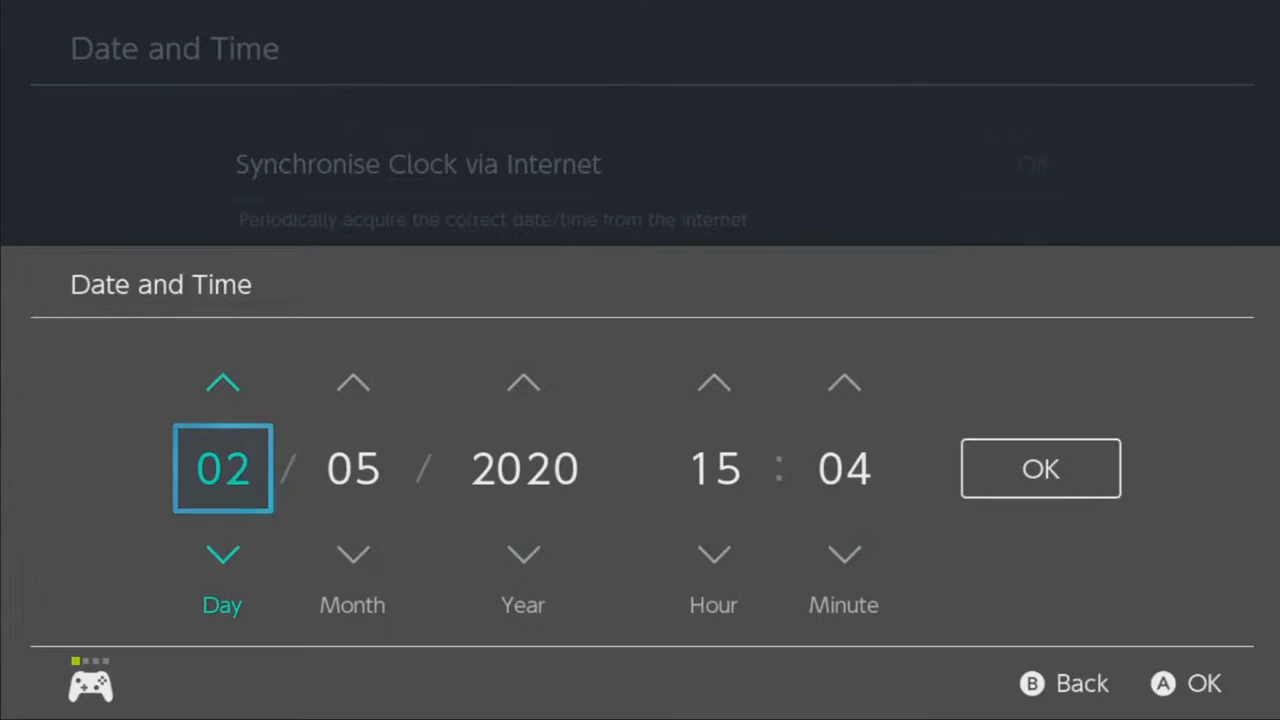 Date and Time
Synchronise Clock via Internet Off
Periodically acquire the correct date/time from the internet
Date and Time
02 / 05 / 2020 15 : 04 OK
Day Month Year Hour Minute
B Back A OK